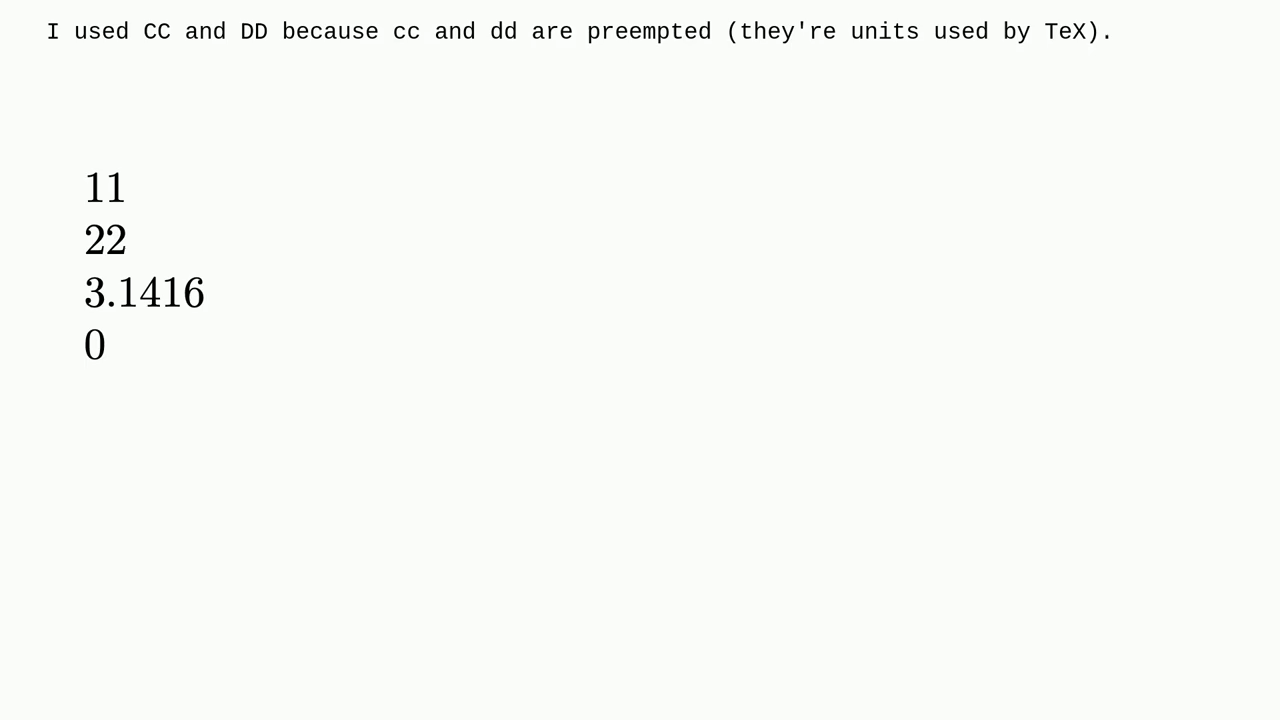 I used CC and DD because cc and dd are preempted (they're units used by TeX).
11
22
3.1416
0